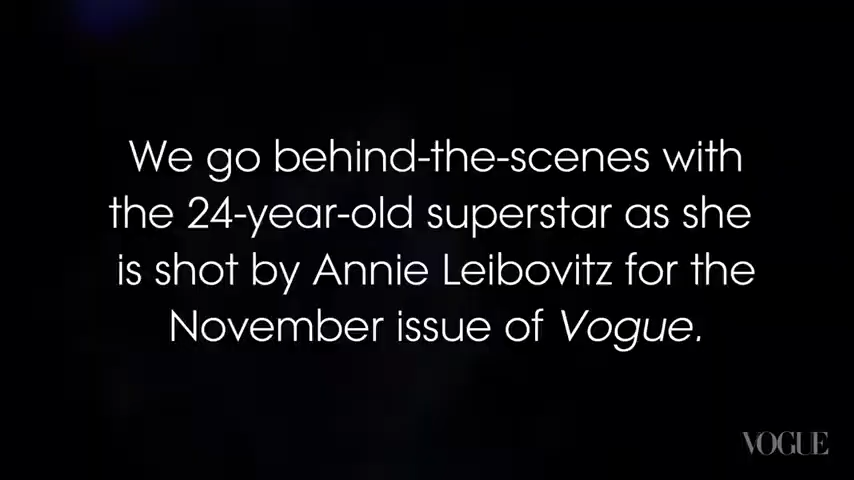 We go behind-the-scenes with
the 24-year-old superstar as she
is shot by Annie Leibovitz for the
November issue of Vogue.
VOGUE